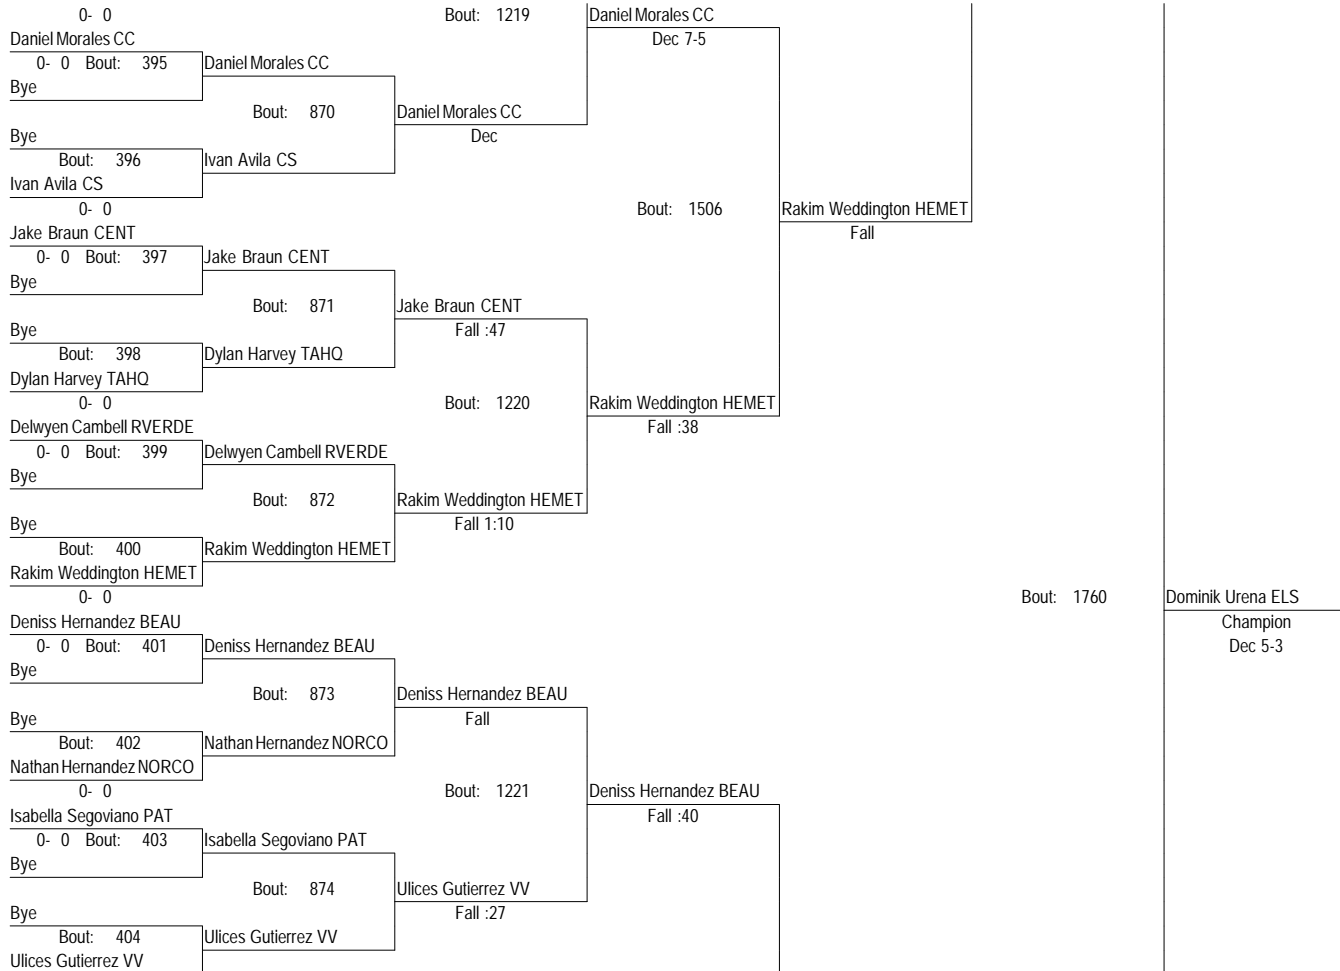 0- 0 Bout: 1219 Daniel Morales CC
Daniel Morales CC Dec 7-5
0- 0 Bout: 395 Daniel Morales CC
Bye
Bout: 870 Daniel Morales CC
Bye Dec
Bout: 396 Ivan Avila CS
Ivan Avila CS
0- 0 Bout: 1506 Rakim Weddington HEMET
Jake Braun CENT Fall
0- 0 Bout: 397 Jake Braun CENT
Bye
Bout: 871 Jake Braun CENT
Bye Fall :47
Bout: 398 Dylan Harvey TAHQ
Dylan Harvey TAHQ
0- 0 Bout: 1220 Rakim Weddington HEMET
Delwyen Cambell RVERDE Fall :38
0- 0 Bout: 399 Delwyen Cambell RVERDE
Bye
Bout: 872 Rakim Weddington HEMET
Bye Fall 1:10
Bout: 400 Rakim Weddington HEMET
Rakim Weddington HEMET
0- 0 Bout: 1760 Dominik Urena ELS
Deniss Hernandez BEAU Champion
0- 0 Bout: 401 Deniss Hernandez BEAU Dec 5-3
Bye
Bout: 873 Deniss Hernandez BEAU
Bye Fall
Bout: 402 Nathan Hernandez NORCO
Nathan Hernandez NORCO
0- 0 Bout: 1221 Deniss Hernandez BEAU
Isabella Segoviano PAT Fall :40
0- 0 Bout: 403 Isabella Segoviano PAT
Bye
Bout: 874 Ulices Gutierrez VV
Bye Fall :27
Bout: 404 Ulices Gutierrez VV
Ulices Gutierrez VV